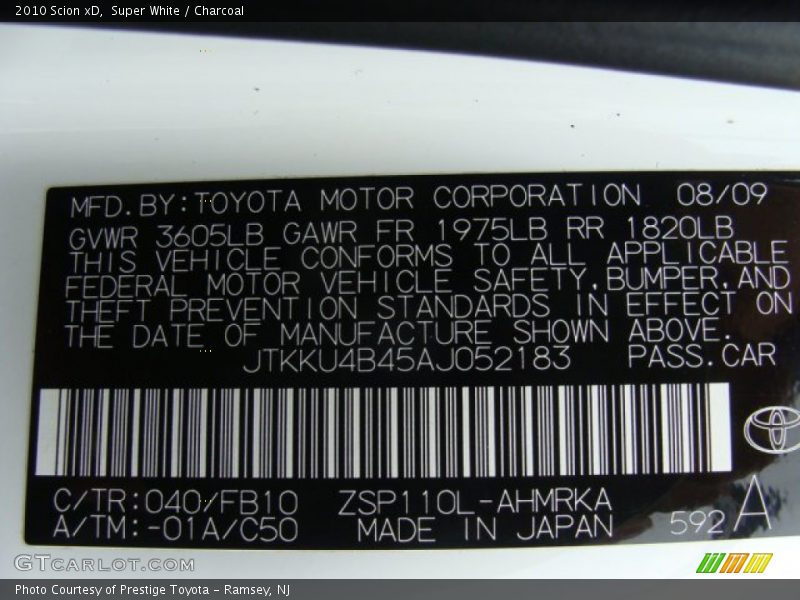 2010 Scion xD,  Super White / Charcoal
MFD.BY:TOYOTA MOTOR CORPORATION 08/09
GVWR 3605LB GAWR FR 1975LB RR 1820LB
THIS VEHICLE CONFORMS TO ALL APPLICABLE
FEDERAL MOTOR VEHICLE SAFETY,BUMPER,AND
THEFT PREVENTION STANDARDS IN EFFECT ON
THE DATE OF MANUFACTURE SHOWN ABOVE.
JTKKU4B45AJ052183 PASS.CAR
C/TR:040/FB10 ZSP110L-AHMRKA
A/TM:-01A/C50 MADE IN JAPAN 592 A
GTCARLOT.COM
Photo Courtesy of Prestige Toyota - Ramsey, NJ